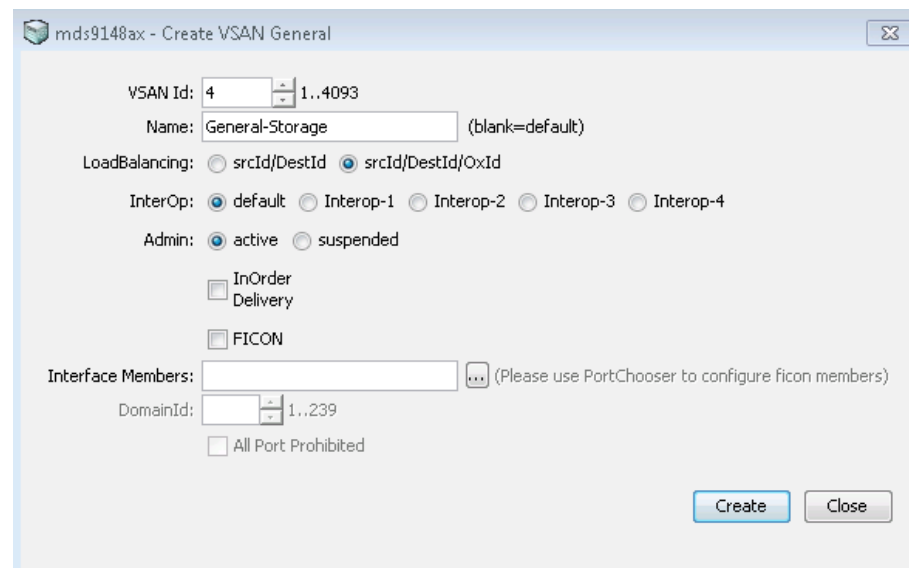 mds9148ax - Create VSAN General
VSAN Id: 4 1..4093
Name: General-Storage (blank=default)
LoadBalancing: srcId/DestId srcId/DestId/OxId
InterOp: default Interop-1 Interop-2 Interop-3 Interop-4
Admin: active suspended
InOrder
Delivery
FICON
Interface Members: ... (Please use PortChooser to configure ficon members)
DomainId: 1..239
All Port Prohibited
Create Close